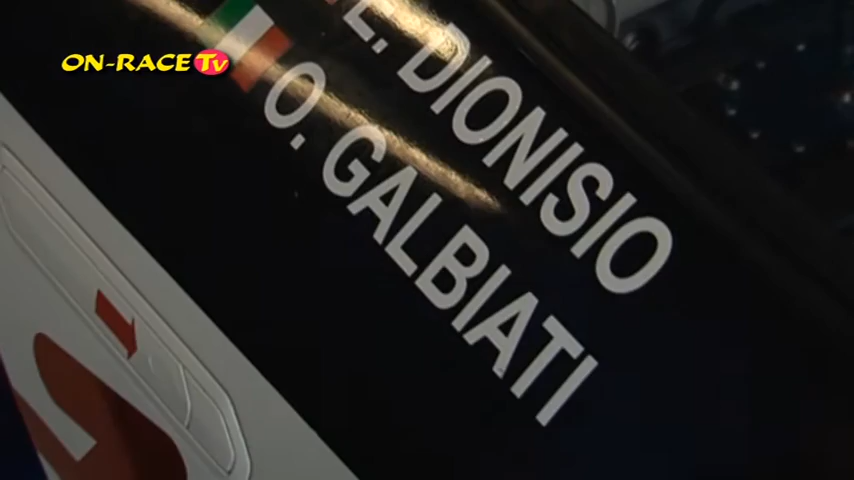 ON-RACE Tv
E. DIONISIO
O. GALBIATI